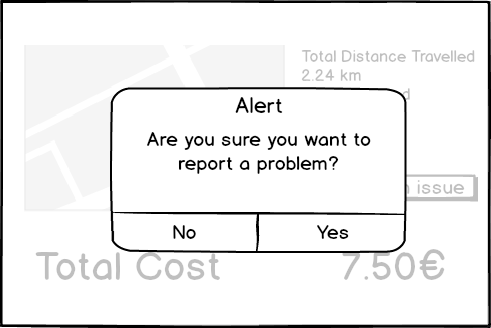 Total Distance Travelled
2.24 km
Alert
Are you sure you want to
report a problem?
issue
No Yes
Total Cost 7.50€